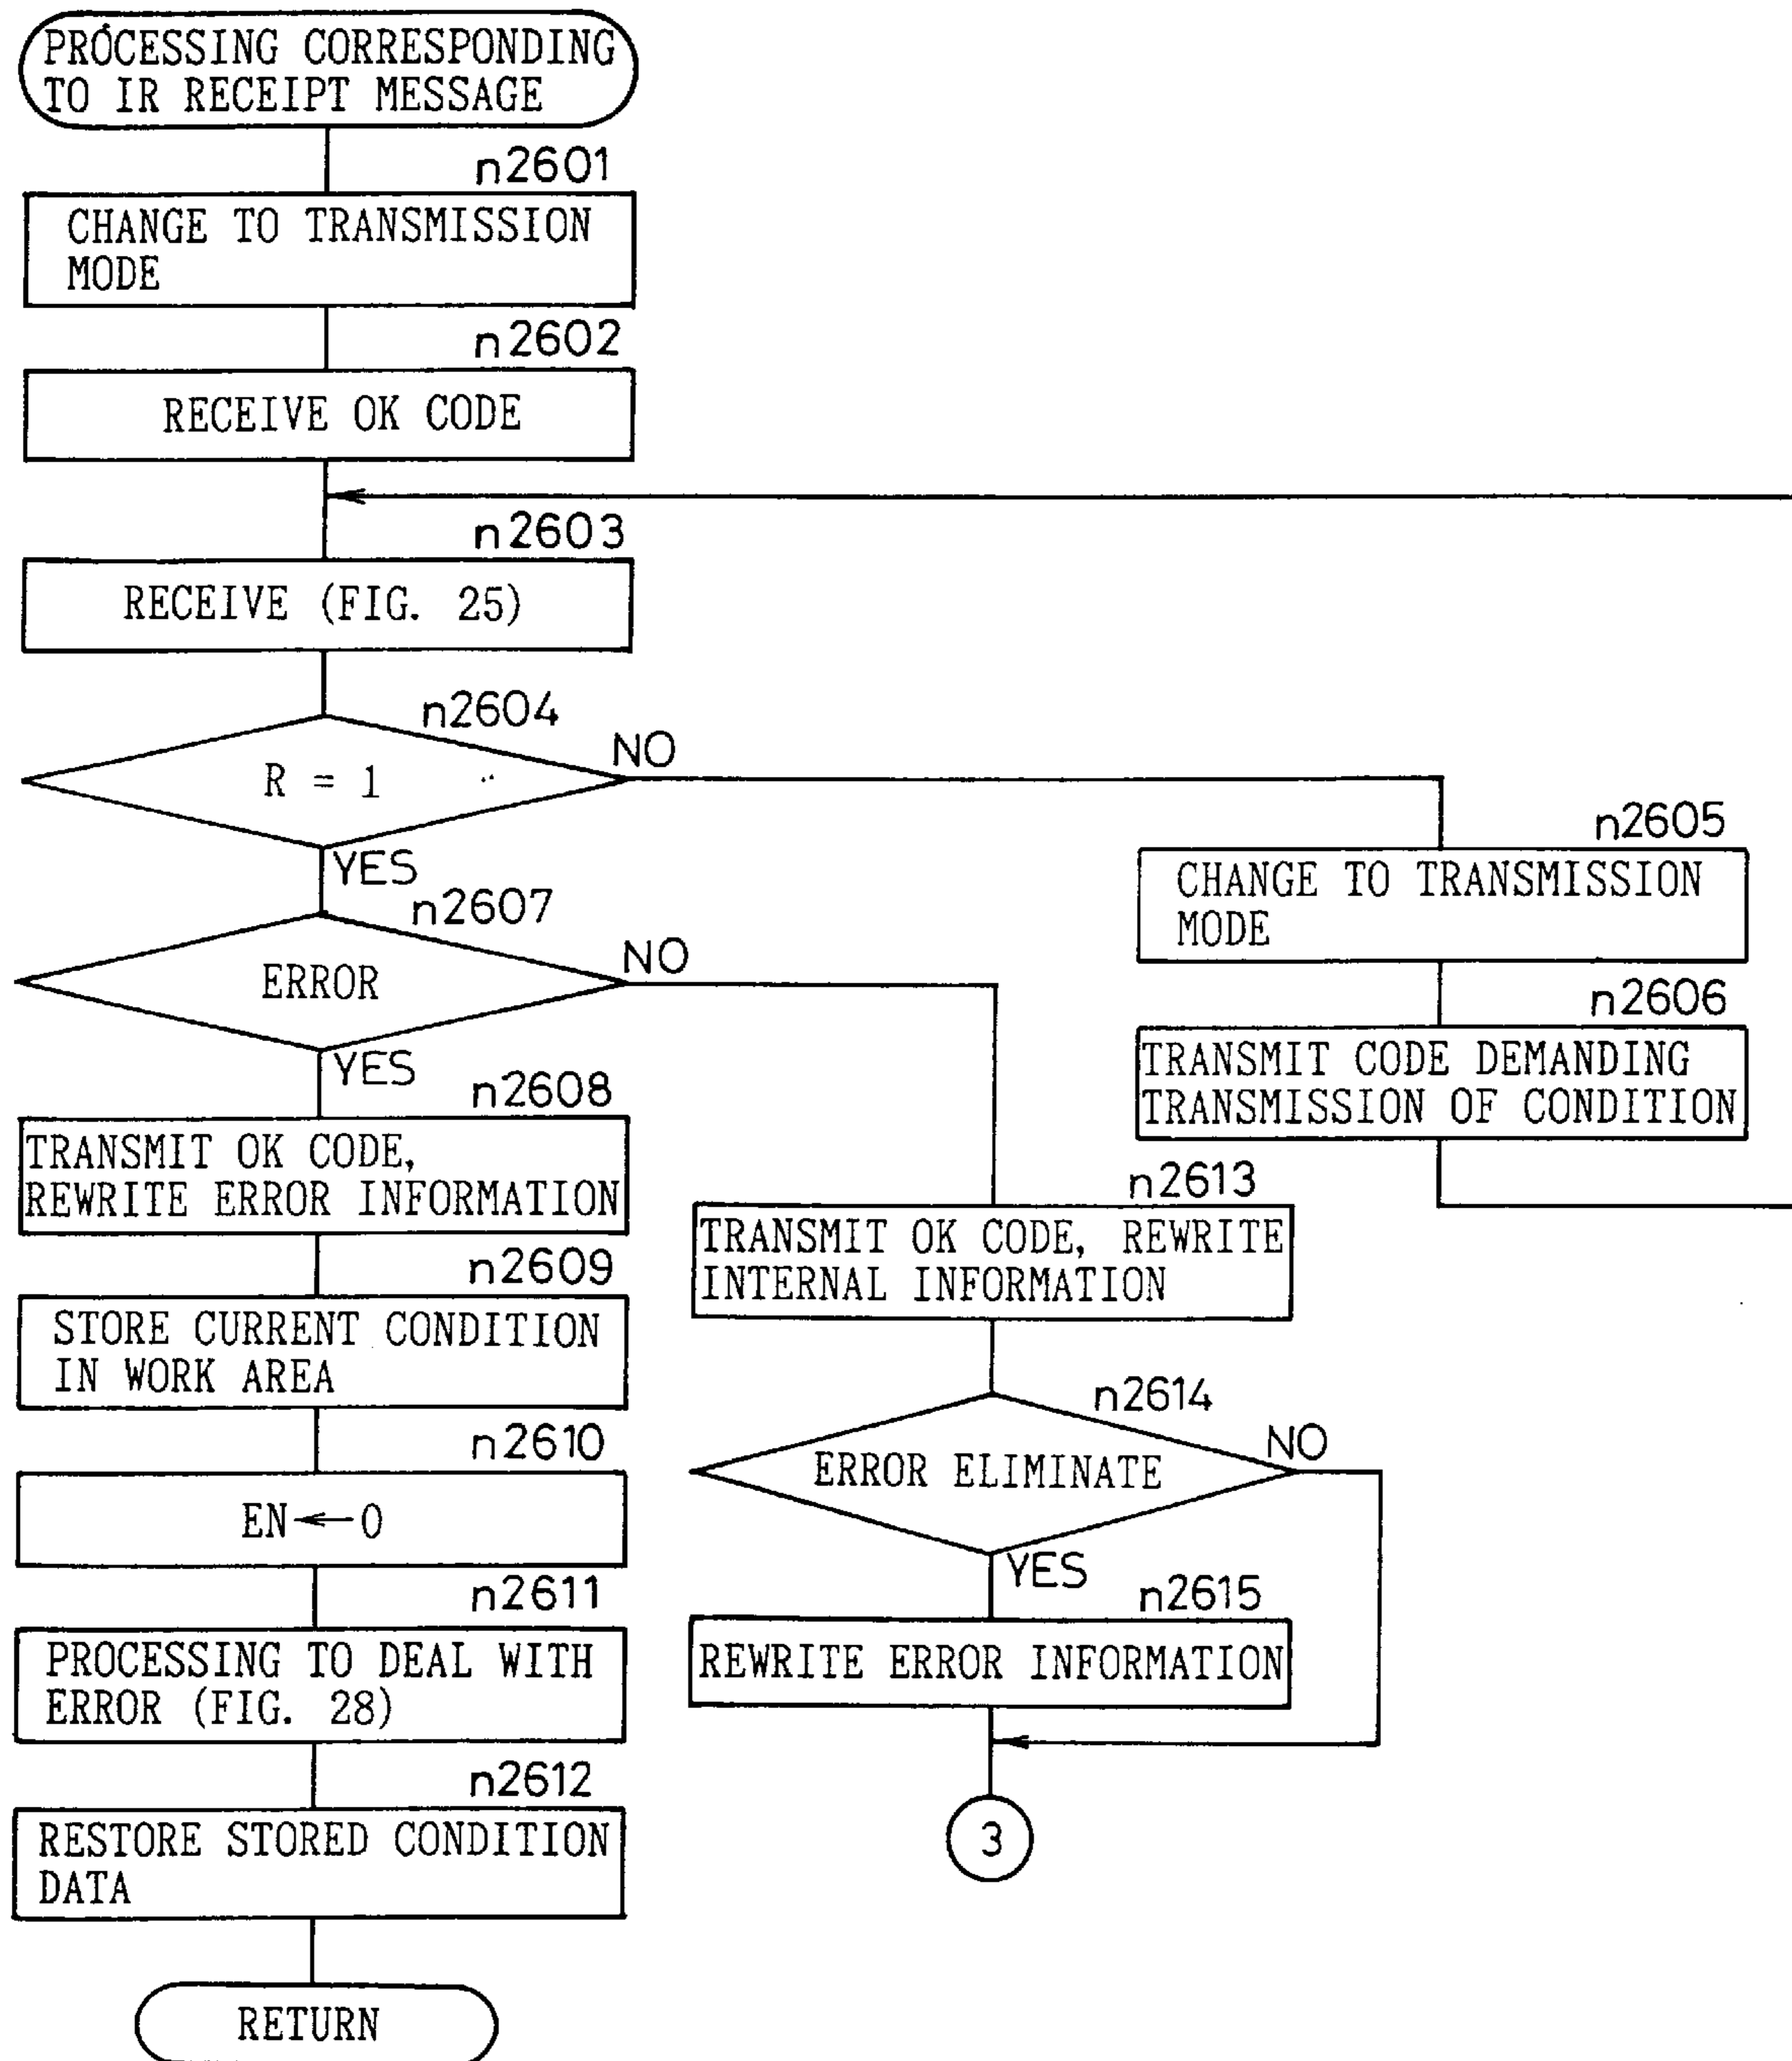 PROCESSING CORRESPONDING
TO IR RECEIPT MESSAGE
n2601
CHANGE TO TRANSMISSION
MODE
n2602
RECEIVE OK CODE
n2603
RECEIVE (FIG. 25)
n2604
R = 1
NO
YES
n2605
CHANGE TO TRANSMISSION
MODE
n2606
TRANSMIT CODE DEMANDING
TRANSMISSION OF CONDITION
n2607
ERROR
NO
YES
n2608
TRANSMIT OK CODE,
REWRITE ERROR INFORMATION
n2609
STORE CURRENT CONDITION
IN WORK AREA
n2610
EN←0
n2611
PROCESSING TO DEAL WITH
ERROR (FIG. 28)
n2612
RESTORE STORED CONDITION
DATA
RETURN
n2613
TRANSMIT OK CODE, REWRITE
INTERNAL INFORMATION
n2614
ERROR ELIMINATE
NO
YES
n2615
REWRITE ERROR INFORMATION
3